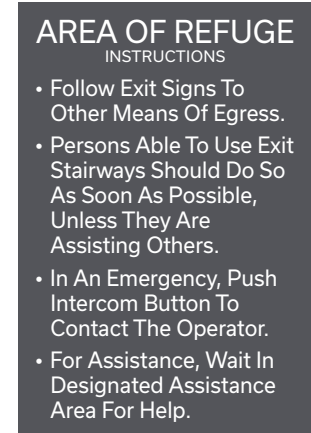 AREA OF REFUGE
INSTRUCTIONS
• Follow Exit Signs To
Other Means Of Egress.
• Persons Able To Use Exit
Stairways Should Do So
As Soon As Possible,
Unless They Are
Assisting Others.
• In An Emergency, Push
Intercom Button To
Contact The Operator.
• For Assistance, Wait In
Designated Assistance
Area For Help.